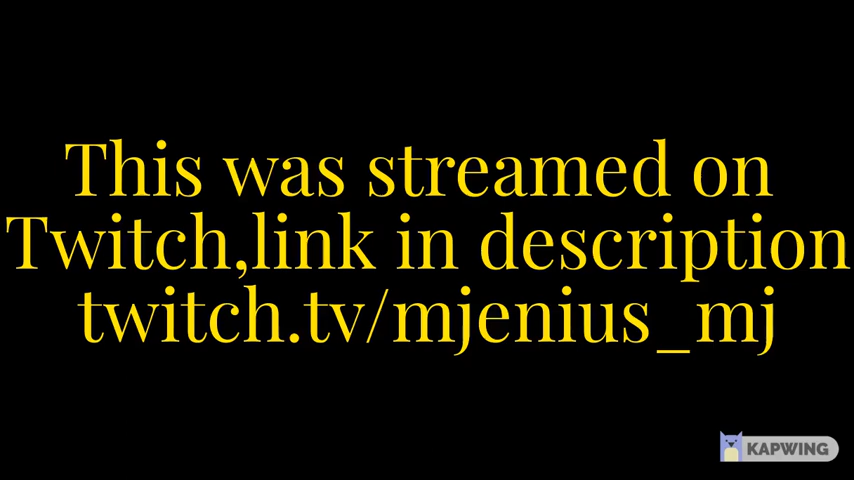 This was streamed on
Twitch,link in description
twitch.tv/mjenius_mj
KAPWING